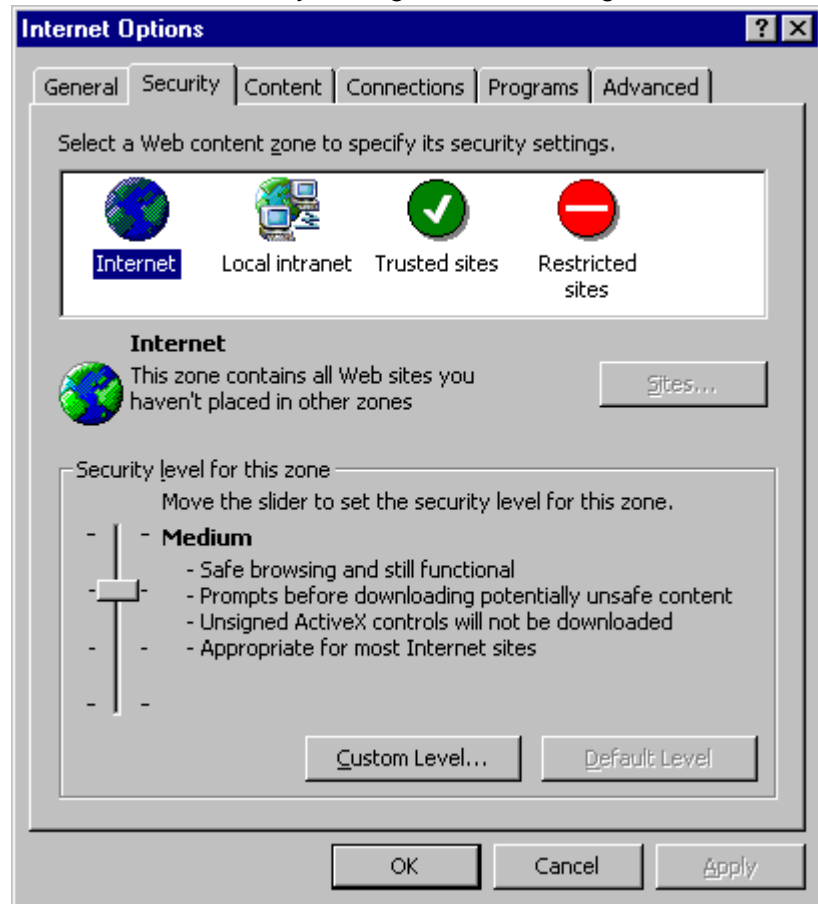 Internet Options
General Security Content Connections Programs Advanced
Select a Web content zone to specify its security settings.
Internet Local intranet Trusted sites Restricted
sites
Internet
This zone contains all Web sites you
haven't placed in other zones
Sites...
Security level for this zone
Move the slider to set the security level for this zone.
Medium
- Safe browsing and still functional
- Prompts before downloading potentially unsafe content
- Unsigned ActiveX controls will not be downloaded
- Appropriate for most Internet sites
Custom Level... Default Level
OK Cancel Apply